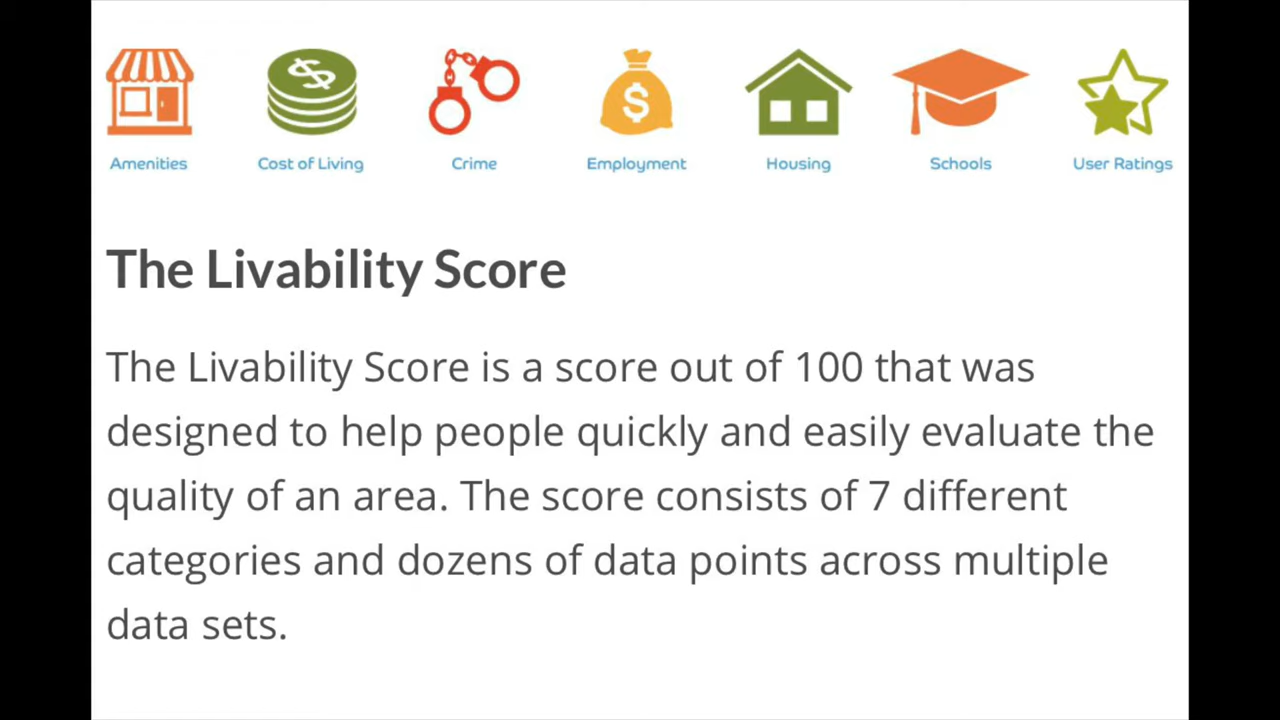 Amenities Cost of Living Crime Employment Housing Schools User Ratings
The Livability Score
The Livability Score is a score out of 100 that was
designed to help people quickly and easily evaluate the
quality of an area. The score consists of 7 different
categories and dozens of data points across multiple
data sets.